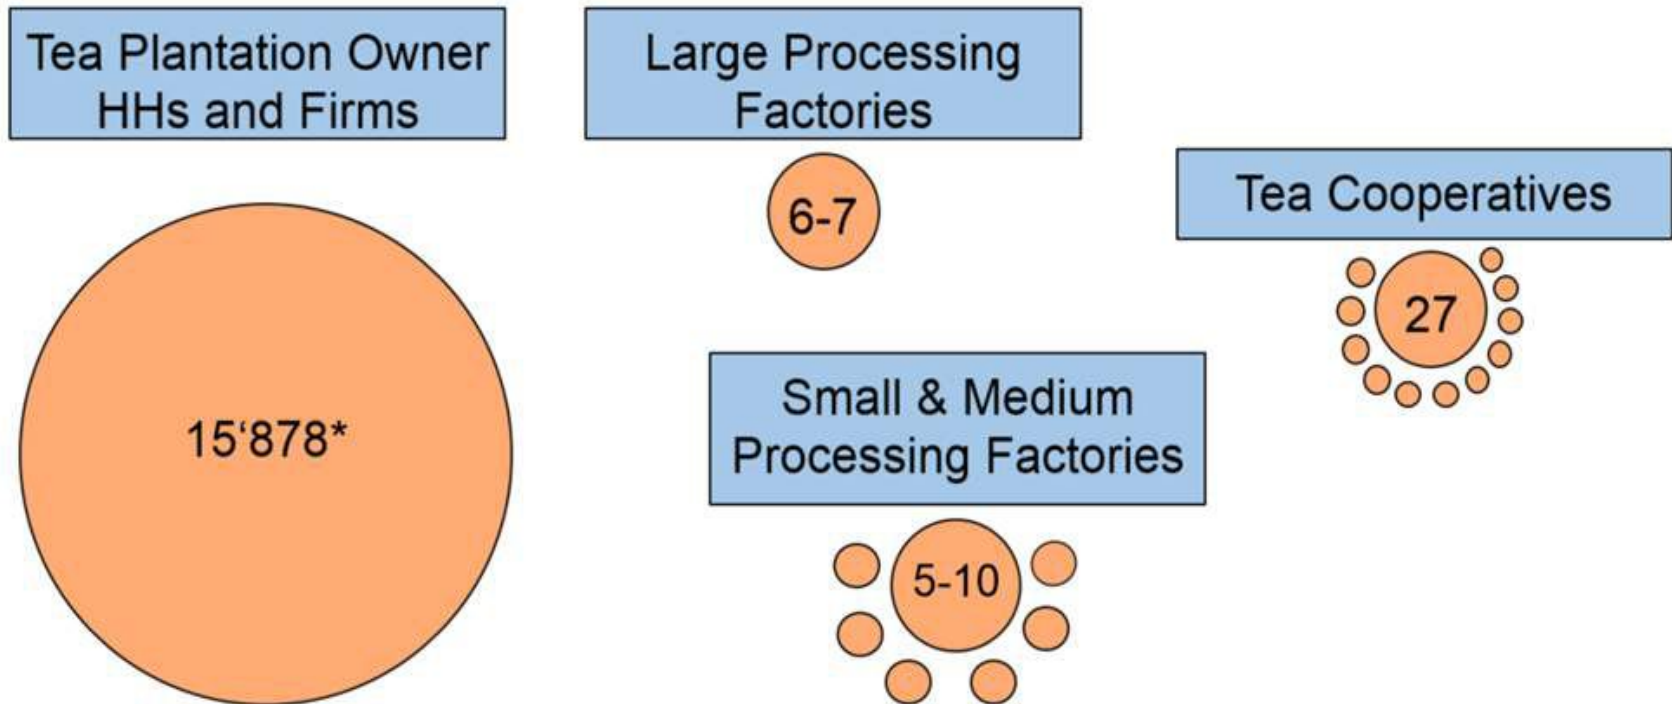 Tea Plantation Owner
HHs and Firms
15‘878*
Large Processing
Factories
6-7
Tea Cooperatives
27
Small & Medium
Processing Factories
5-10